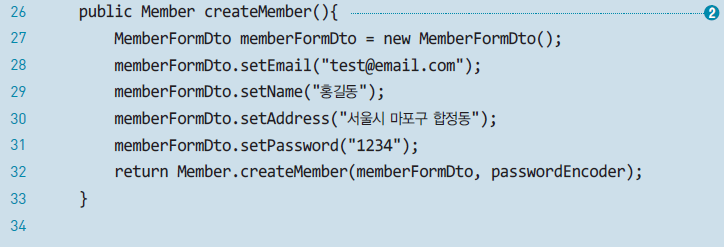 26 public Member createMember(){ 2
27 MemberFormDto memberFormDto = new MemberFormDto();
28 memberFormDto.setEmail("test@email.com");
29 memberFormDto.setName("홍길동");
30 memberFormDto.setAddress("서울시 마포구 합정동");
31 memberFormDto.setPassword("1234");
32 return Member.createMember(memberFormDto, passwordEncoder);
33 }
34